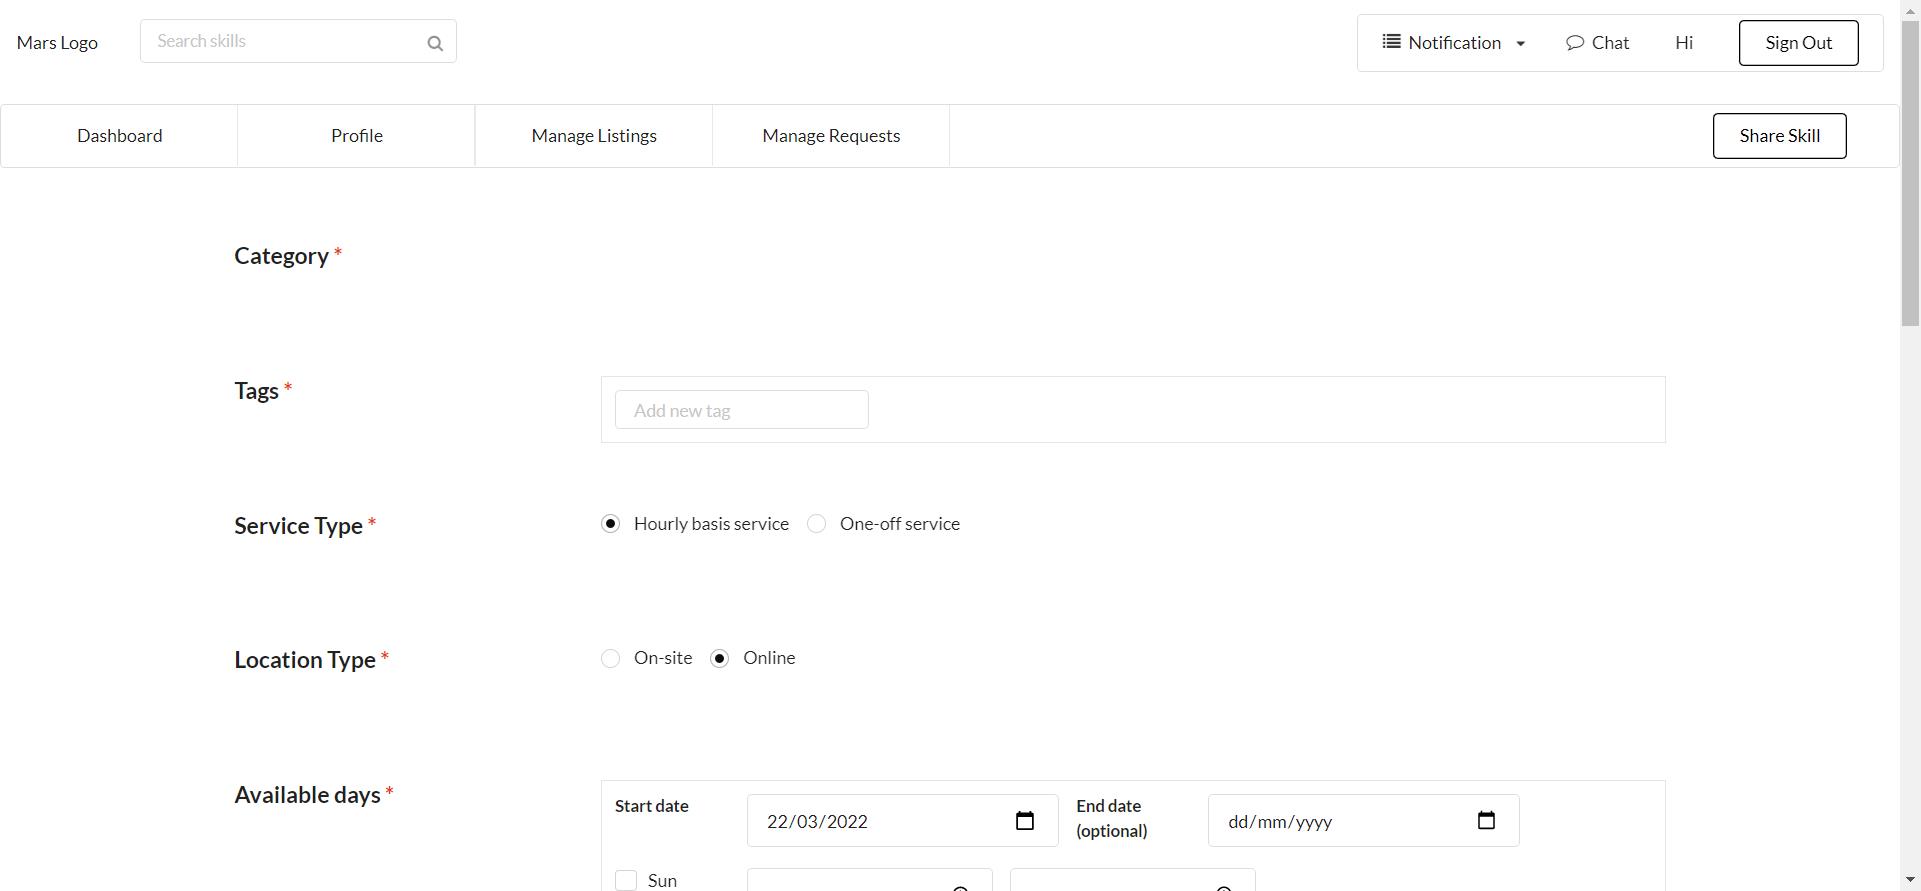 Mars Logo
Search skills
Notification
Chat
Hi
Sign Out
Dashboard
Profile
Manage Listings
Manage Requests
Share Skill
Category *
Tags *
Add new tag
Service Type *
Hourly basis service
One-off service
Location Type *
On-site
Online
Available days *
Start date
22/03/2022
End date
(optional)
dd/mm/yyyy
Sun